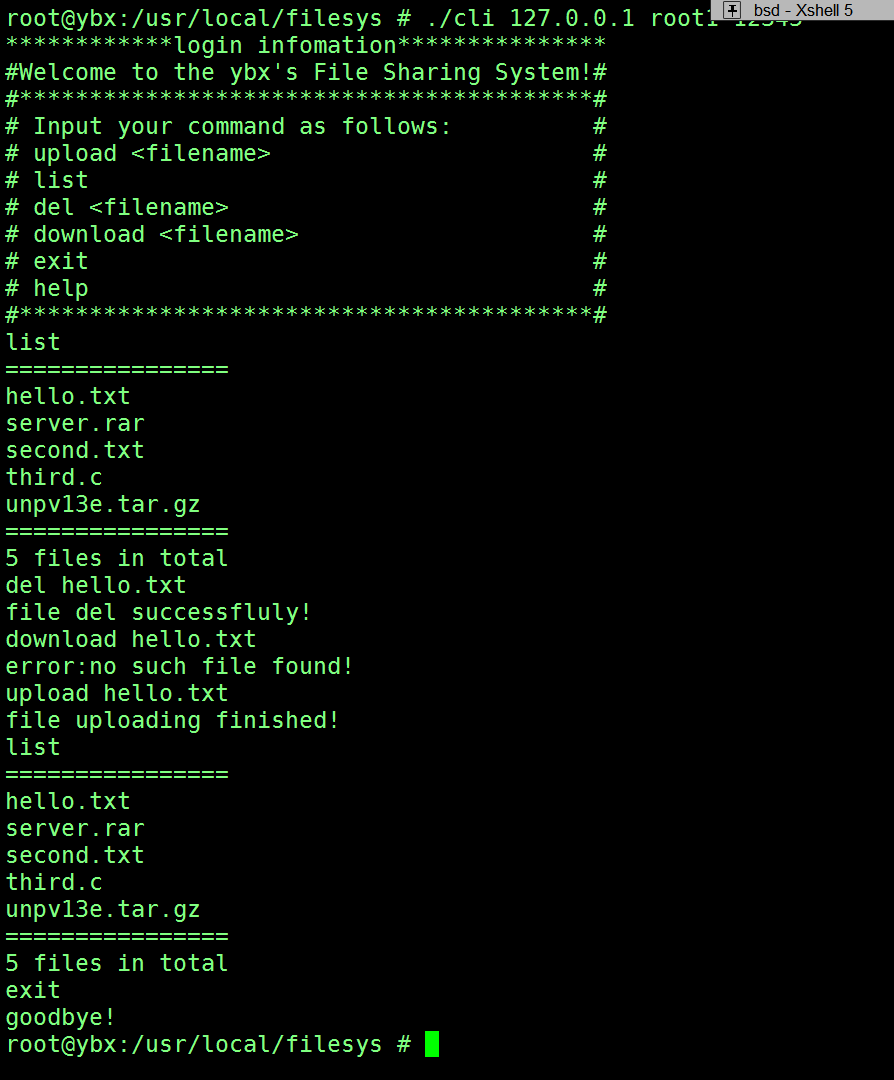 root@ybx:/usr/local/filesys # ./cli 127.0.0.1
bsd - Xshell 5
************login infomation***************
#Welcome to the ybx's File Sharing System!#
#*****************************************#
# Input your command as follows: #
# upload <filename> #
# list #
# del <filename> #
# download <filename> #
# exit #
# help #
#*****************************************#
list
================
hello.txt
server.rar
second.txt
third.c
unpv13e.tar.gz
================
5 files in total
del hello.txt
file del successfluly!
download hello.txt
error:no such file found!
upload hello.txt
file uploading finished!
list
================
hello.txt
server.rar
second.txt
third.c
unpv13e.tar.gz
================
5 files in total
exit
goodbye!
root@ybx:/usr/local/filesys #